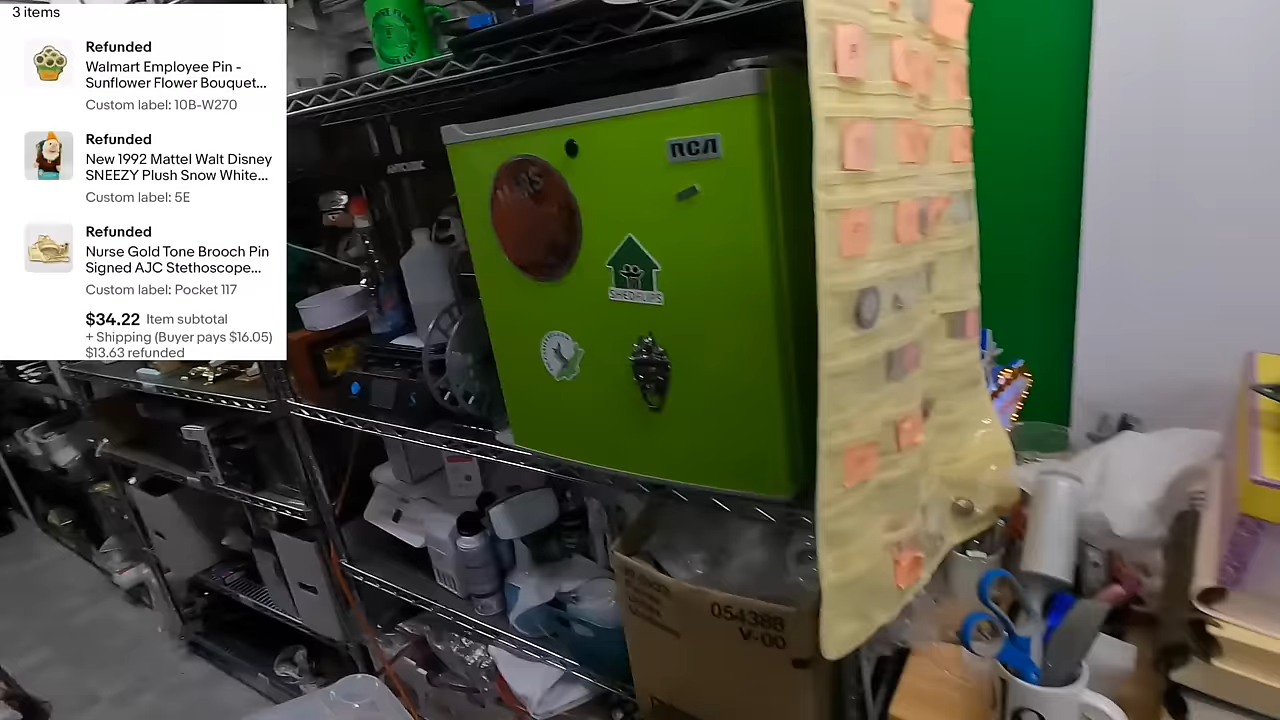 3 items
Refunded
Walmart Employee Pin -
Sunflower Flower Bouquet...
Custom label: 10B-W270
Refunded
New 1992 Mattel Walt Disney
SNEEZY Plush Snow White...
Custom label: 5E
Refunded
Nurse Gold Tone Brooch Pin
Signed AJC Stethoscope...
Custom label: Pocket 117
$34.22 Item subtotal
+ Shipping (Buyer pays $16.05)
$13.63 refunded
RCA
SHEDFLIPS
054388
V-00